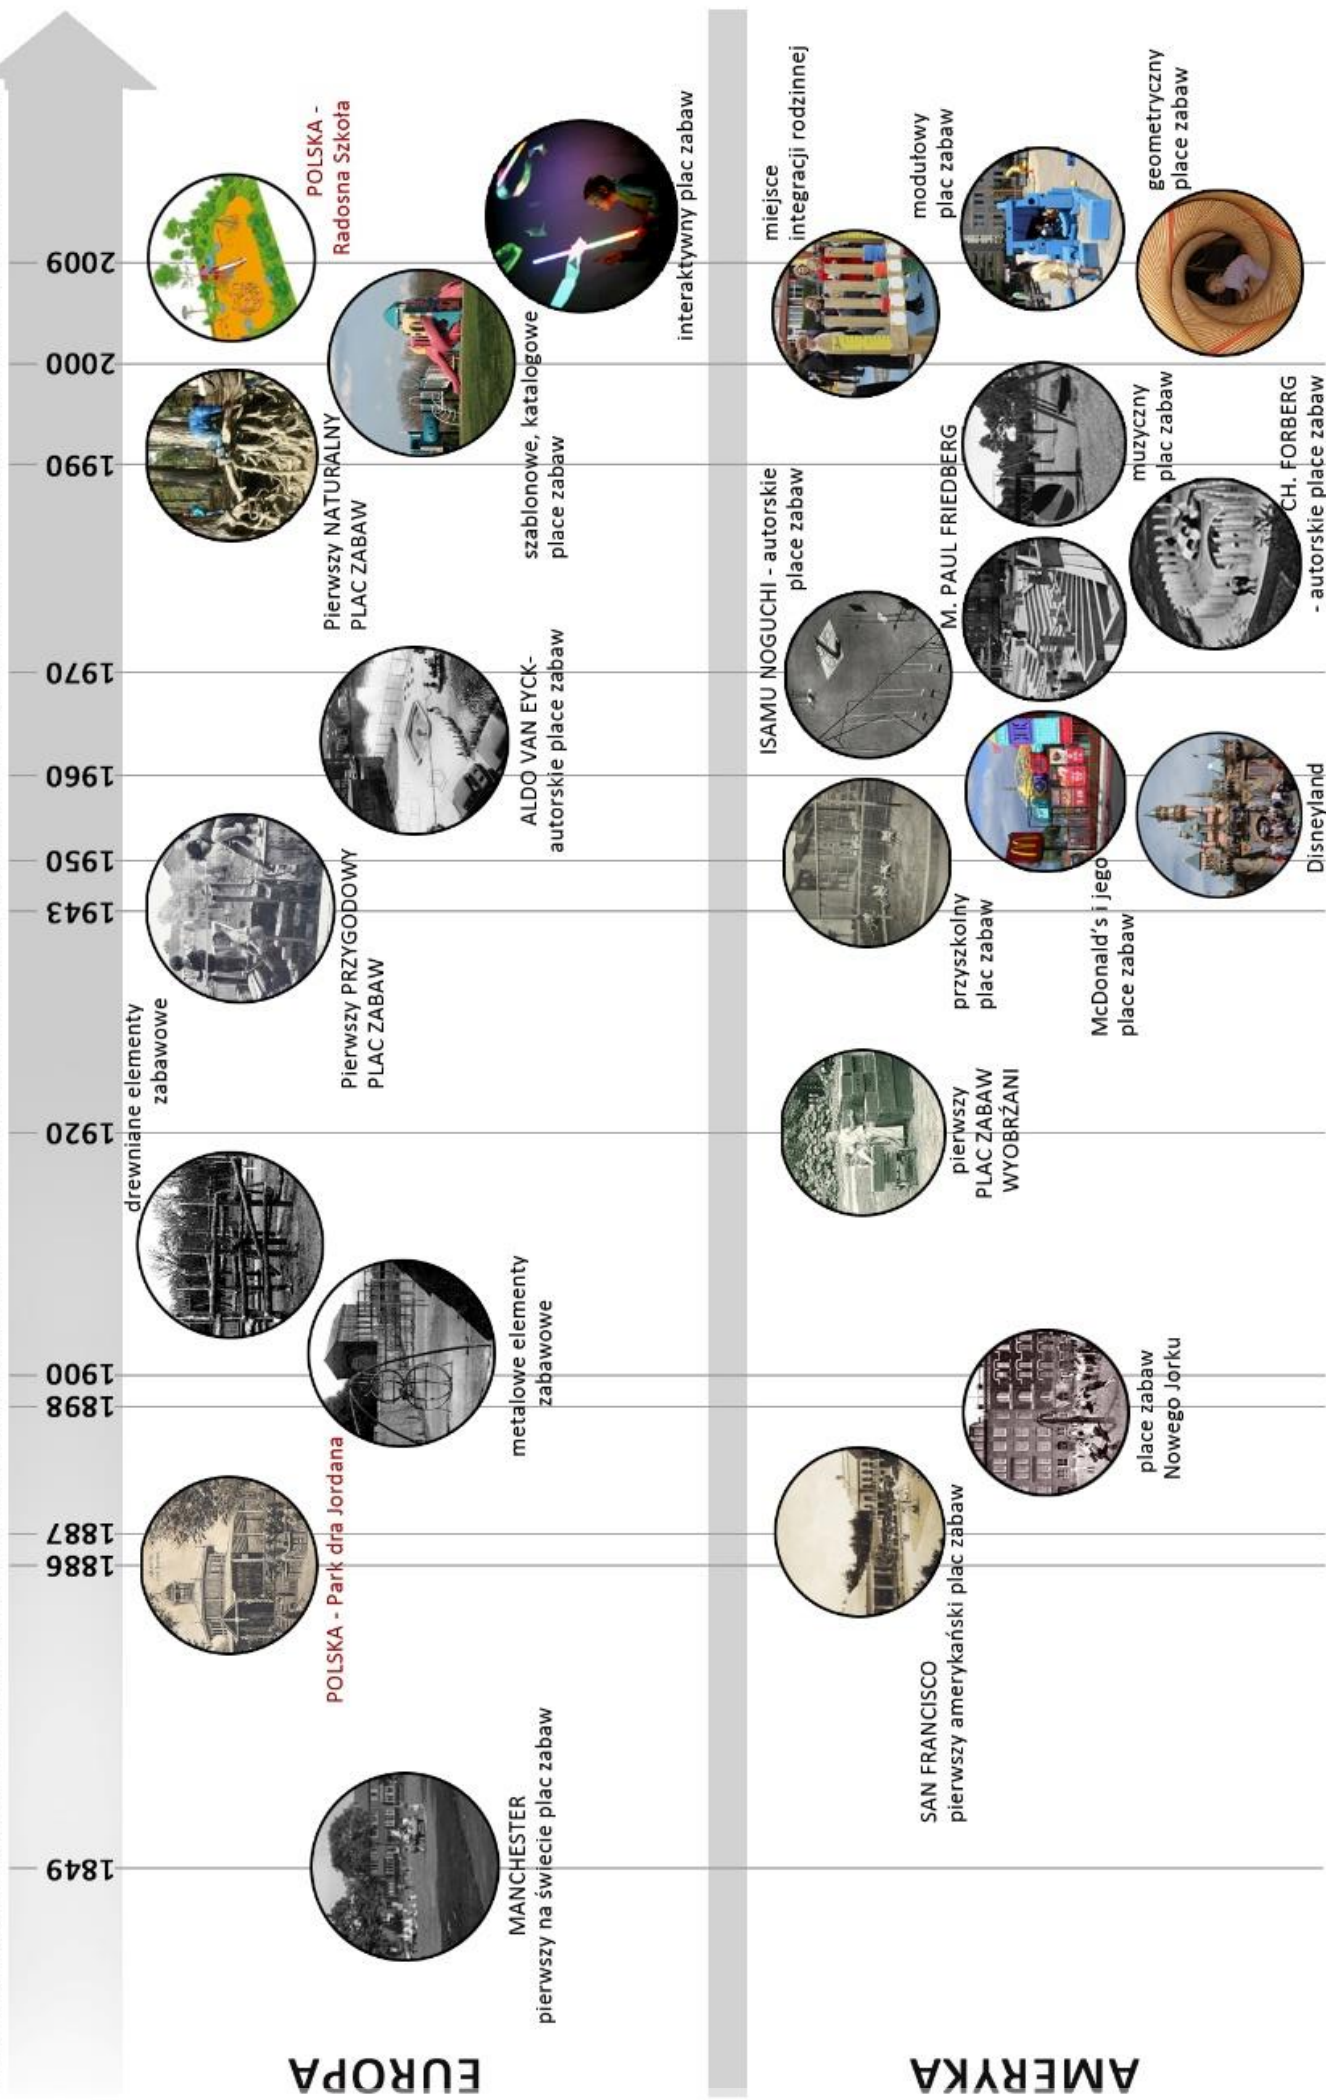 1849
1886
1887
1898
1900
1920
1943
1950
1960
1970
1990
2000
2009
EUROPA
MANCHESTER
pierwszy na świecie plac zabaw
POLSKA - Park dra Jordana
metalowe elementy
zabawowe
drewniane elementy
zabawowe
Pierwszy PRZYGODOWY
PLAC ZABAW
ALDO VAN EYCK-
autorskie place zabaw
Pierwszy NATURALNY
PLAC ZABAW
szablonowe, katalogowe
place zabaw
POLSKA -
Radosna Szkoła
interaktywny plac zabaw
AMERYKA
SAN FRANCISCO
pierwszy amerykański plac zabaw
place zabaw
Nowego Jorku
pierwszy
PLAC ZABAW
WYOBRŹANI
przyszkolny
plac zabaw
McDonald's i jego
place zabaw
Disneyland
ISAMU NOGUCHI - autorskie
place zabaw
M. PAUL FRIEDBERG
muzyczny
plac zabaw
CH. FORBERG
- autorskie place zabaw
miejsce
integracji rodzinnej
modułowy
plac zabaw
geometryczny
place zabaw